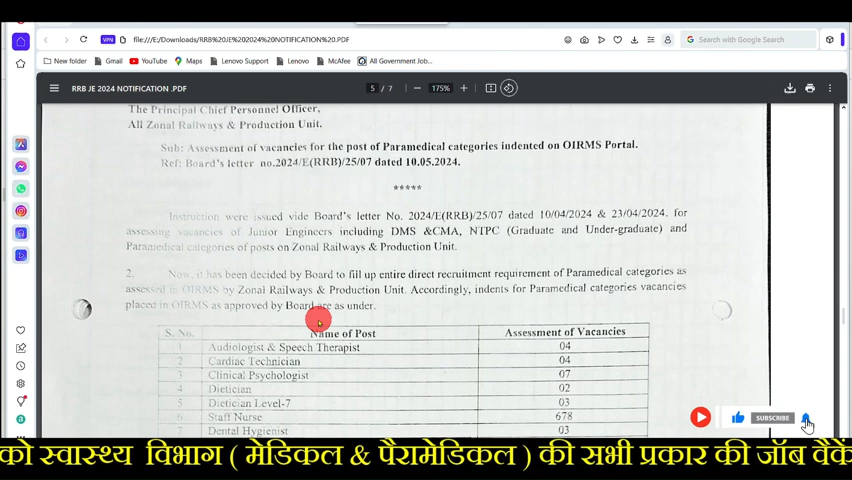 VPN file:///E:/Downloads/RRB%20JE%202024%20NOTIFICATION%20.PDF
Search with Google Search
New folder Gmail YouTube Maps Lenovo Support Lenovo McAfee All Government Job...
RRB JE 2024 NOTIFICATION .PDF 5 / 7 175%
The Principal Chief Personnel Officer,
All Zonal Railways & Production Unit.
Sub: Assessment of vacancies for the post of Paramedical categories indented on OIRMS Portal.
Ref: Board's letter no.2024/E(RRB)/25/07 dated 10.05.2024.
*****
Instruction were issued vide Board's letter No. 2024/E(RRB)/25/07 dated 10/04/2024 & 23/04/2024. for
assessing vacancies of Junior Engineers including DMS &CMA, NTPC (Graduate and Under-graduate) and
Paramedical categories of posts on Zonal Railways & Production Unit.
2. Now, it has been decided by Board to fill up entire direct recruitment requirement of Paramedical categories as
assessed in OIRMS by Zonal Railways & Production Unit. Accordingly, indents for Paramedical categories vacancies
placed in OIRMS as approved by Board are as under.
S. No. Name of Post Assessment of Vacancies
1 Audiologist & Speech Therapist 04
2 Cardiac Technician 04
3 Clinical Psychologist 07
4 Dietician 02
5 Dietician Level-7 03
6 Staff Nurse 678
7 Dental Hygienist 03
SUBSCRIBE
को स्वास्थ्य विभाग ( मेडिकल & पैरामेडिकल ) की सभी प्रकार की जॉब वैकें